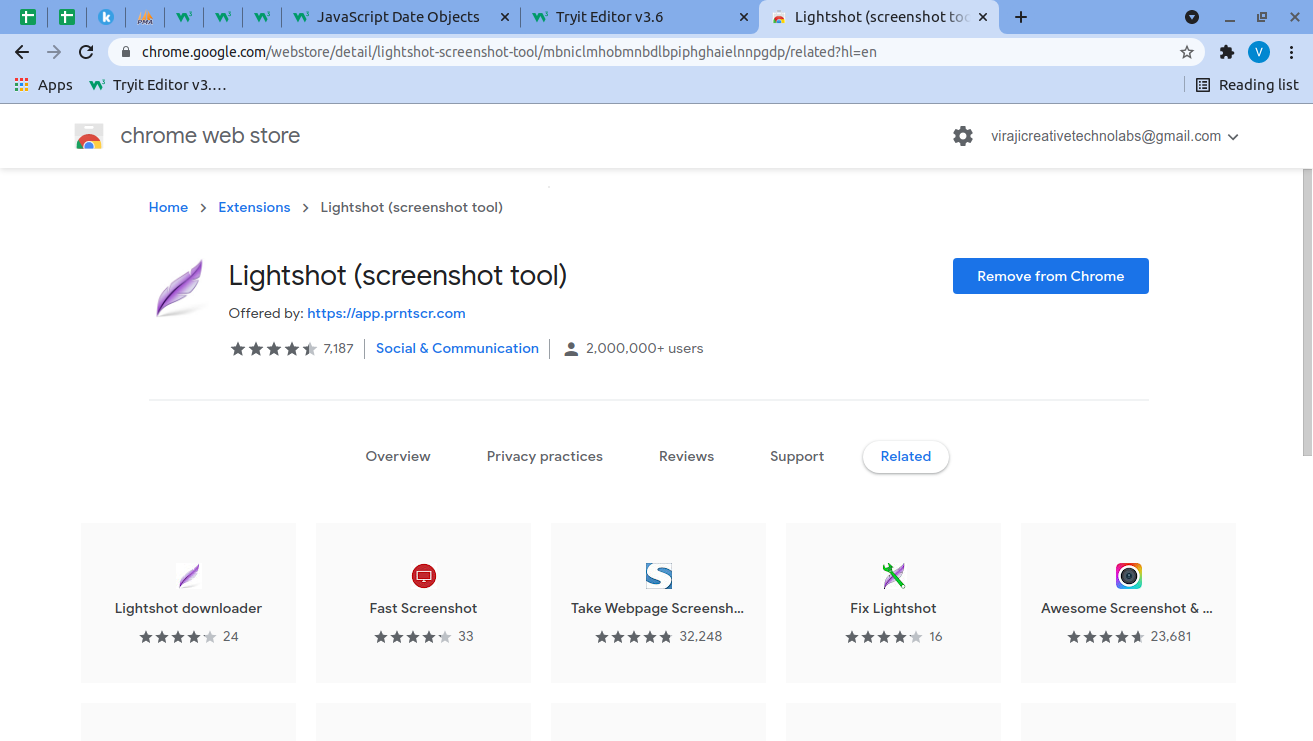 JavaScript Date Objects
Tryit Editor v3.6
Lightshot (screenshot too
chrome.google.com/webstore/detail/lightshot-screenshot-tool/mbniclmhobmnbdlbpiphghaielnnpgdp/related?hl=en
V
Apps
Tryit Editor v3....
Reading list
chrome web store
virajicreativetechnolabs@gmail.com
Home > Extensions > Lightshot (screenshot tool)
Lightshot (screenshot tool)
Remove from Chrome
Offered by: https://app.prntscr.com
7,187 Social & Communication 2,000,000+ users
Overview
Privacy practices
Reviews
Support
Related
Lightshot downloader
24
Fast Screenshot
33
Take Webpage Screensh...
32,248
Fix Lightshot
16
Awesome Screenshot & ...
23,681